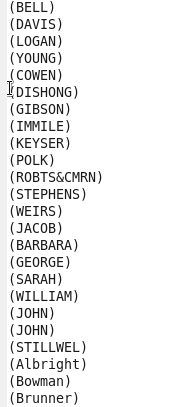 (BELL)
(DAVIS)
(LOGAN)
(YOUNG)
(COWEN)
(DISHONG)
(GIBSON)
(IMMILE)
(KEYSER)
(POLK)
(ROBTS&CMRN)
(STEPHENS)
(WEIRS)
(JACOB)
(BARBARA)
(GEORGE)
(SARAH)
(WILLIAM)
(JOHN)
(JOHN)
(STILLWEL)
(Albright)
(Bowman)
(Brunner)